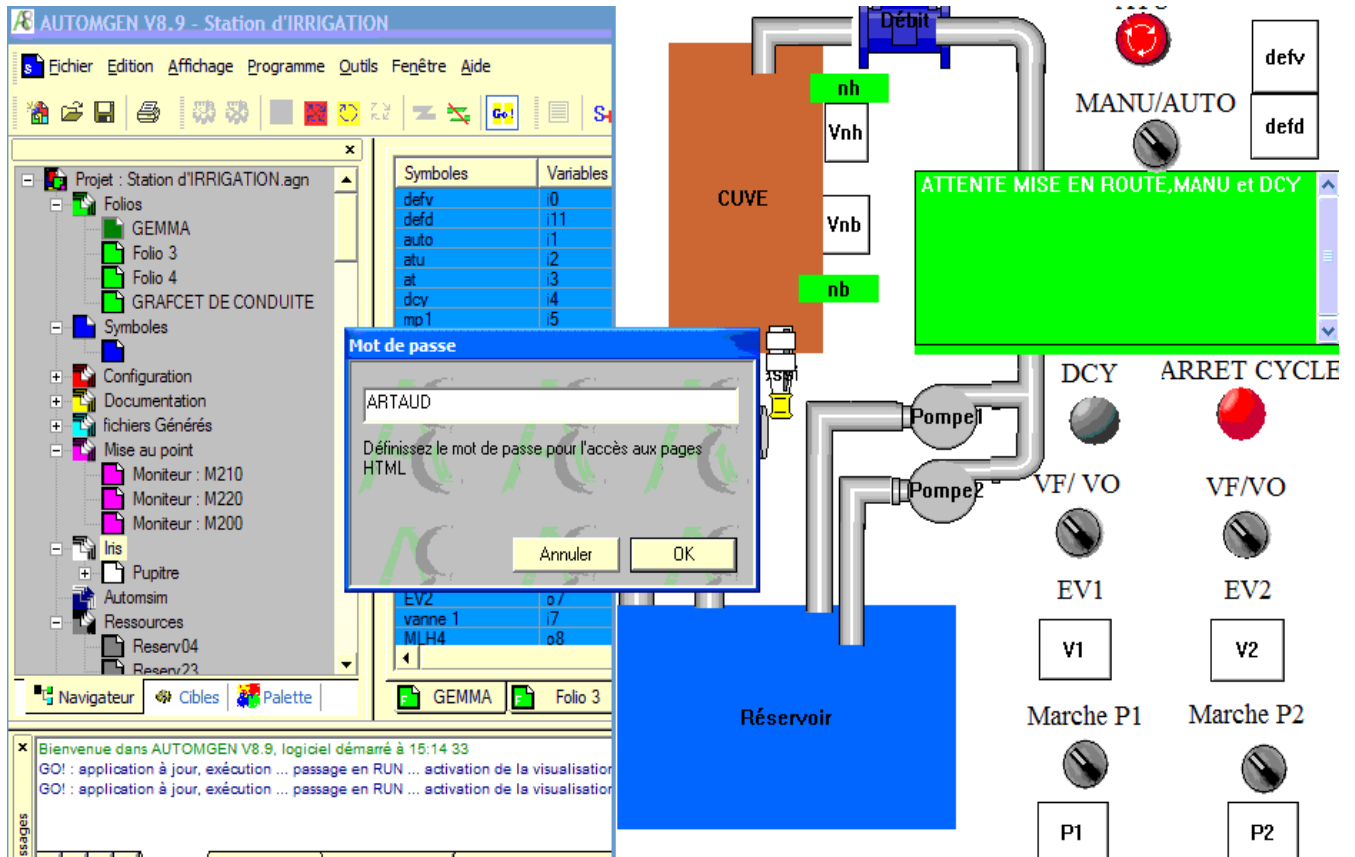 AUTOMGEN V8.9 - Station d'IRRIGATION
Fichier Edition Affichage Programme Outils Fenêtre Aide
Go!
Projet : Station d'IRRIGATION.agn
Folios
GEMMA
Folio 3
Folio 4
GRAFCET DE CONDUITE
Symboles
Configuration
Documentation
fichiers Générés
Mise au point
Moniteur : M210
Moniteur : M220
Moniteur : M200
Iris
Pupitre
Automsim
Ressources
Reserv04
Reserv23
Navigateur Cibles Palette
Symboles Variables
defv i0
defd i11
auto i1
atu i2
at i3
dcy i4
mp1 i5
EV2 o7
vanne 1 i7
MLH4 o8
GEMMA Folio 3
Mot de passe
ARTAUD
Définissez le mot de passe pour l'accès aux pages
HTML
Annuler OK
Bienvenue dans AUTOMGEN V8.9, logiciel démarré à 15:14 33
GO! : application à jour, exécution ... passage en RUN ... activation de la visualisation
GO! : application à jour, exécution ... passage en RUN ... activation de la visualisation
Débit
nh
Vnh
CUVE
Vnb
nb
defv
MANU/AUTO
defd
ATTENTE MISE EN ROUTE,MANU et DCY
DCY ARRET CYCLE
Pompe1
Pompe2
VF/ VO VF/VO
EV1 EV2
V1 V2
Réservoir
Marche P1 Marche P2
P1 P2